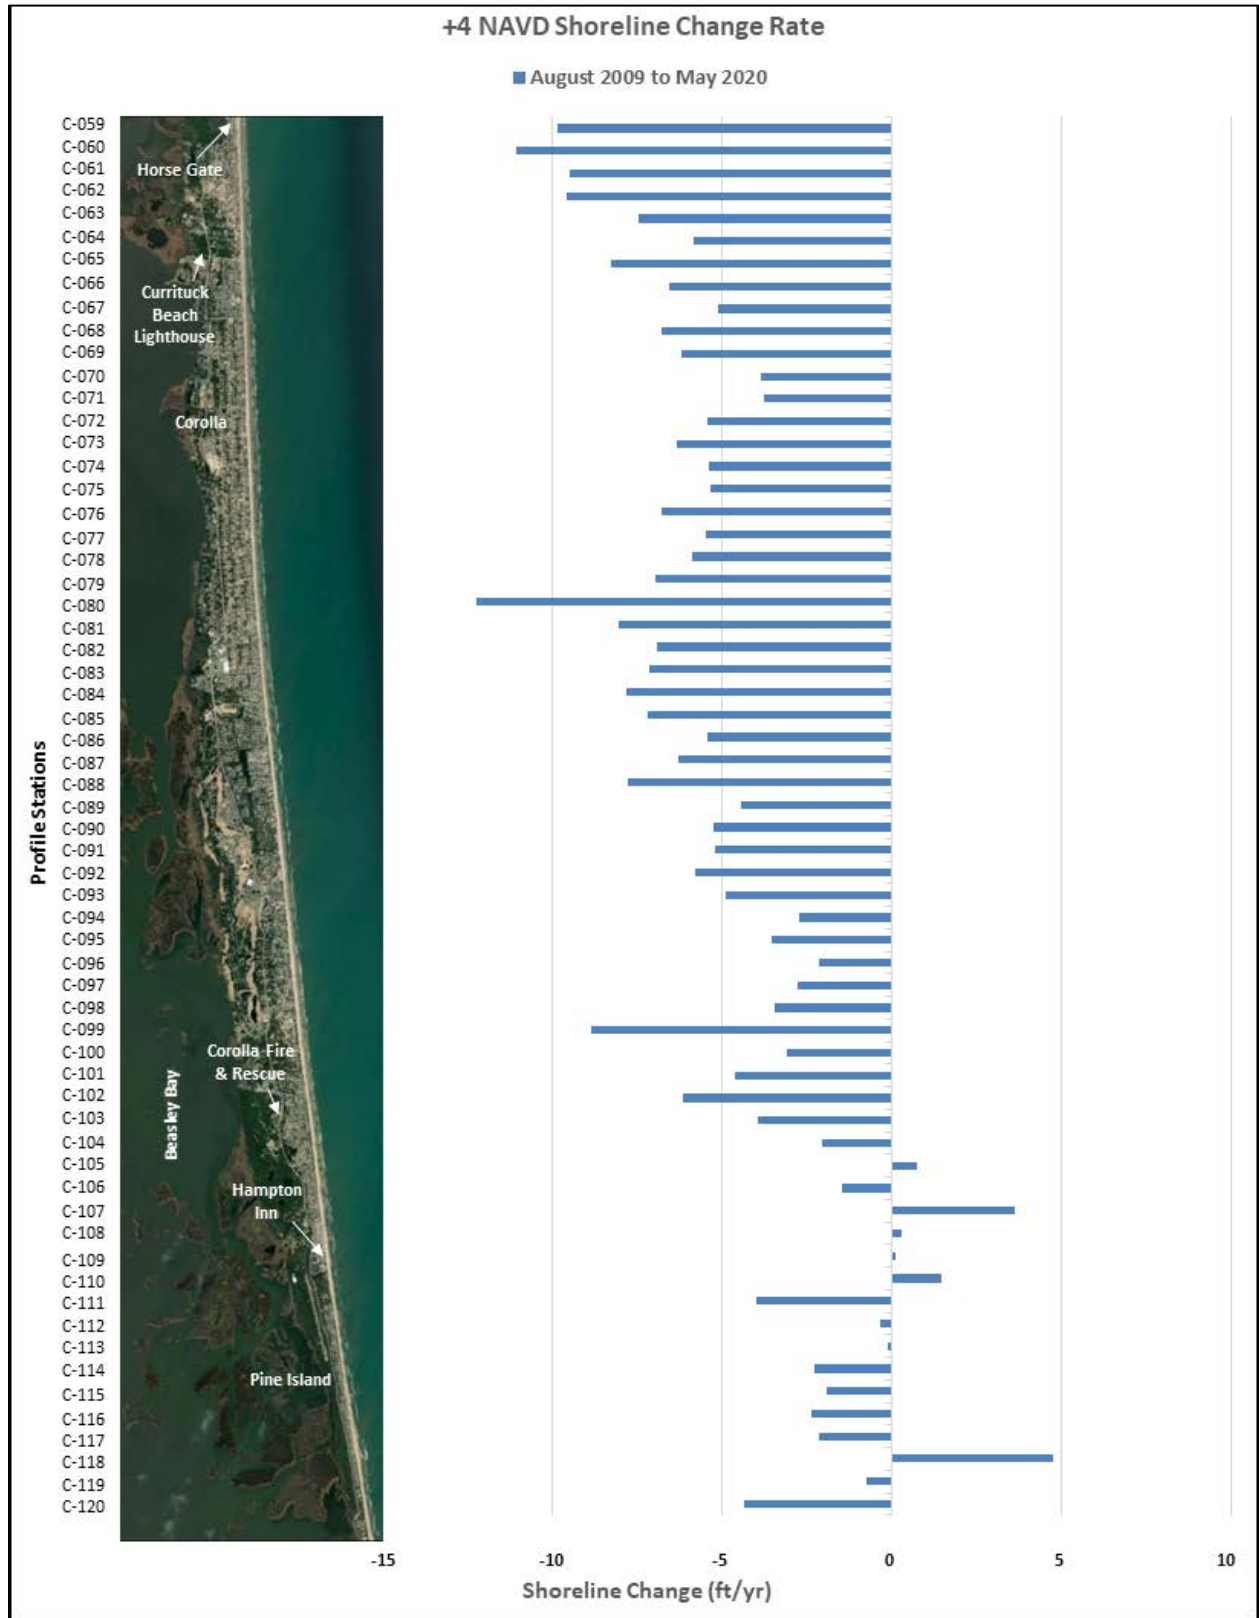 +4 NAVD Shoreline Change Rate
August 2009 to May 2020
C-059
C-060
C-061
C-062
C-063
C-064
C-065
C-066
C-067
C-068
C-069
C-070
C-071
C-072
C-073
C-074
C-075
C-076
C-077
C-078
C-079
C-080
C-081
C-082
C-083
C-084
C-085
C-086
C-087
C-088
C-089
C-090
C-091
C-092
C-093
C-094
C-095
C-096
C-097
C-098
C-099
C-100
C-101
C-102
C-103
C-104
C-105
C-106
C-107
C-108
C-109
C-110
C-111
C-112
C-113
C-114
C-115
C-116
C-117
C-118
C-119
C-120
Profile Stations
Horse Gate
Currituck
Beach
Lighthouse
Corolla
Corolla Fire
& Rescue
Beasley Bay
Hampton
Inn
Pine Island
-15 -10 -5 0 5 10
Shoreline Change (ft/yr)